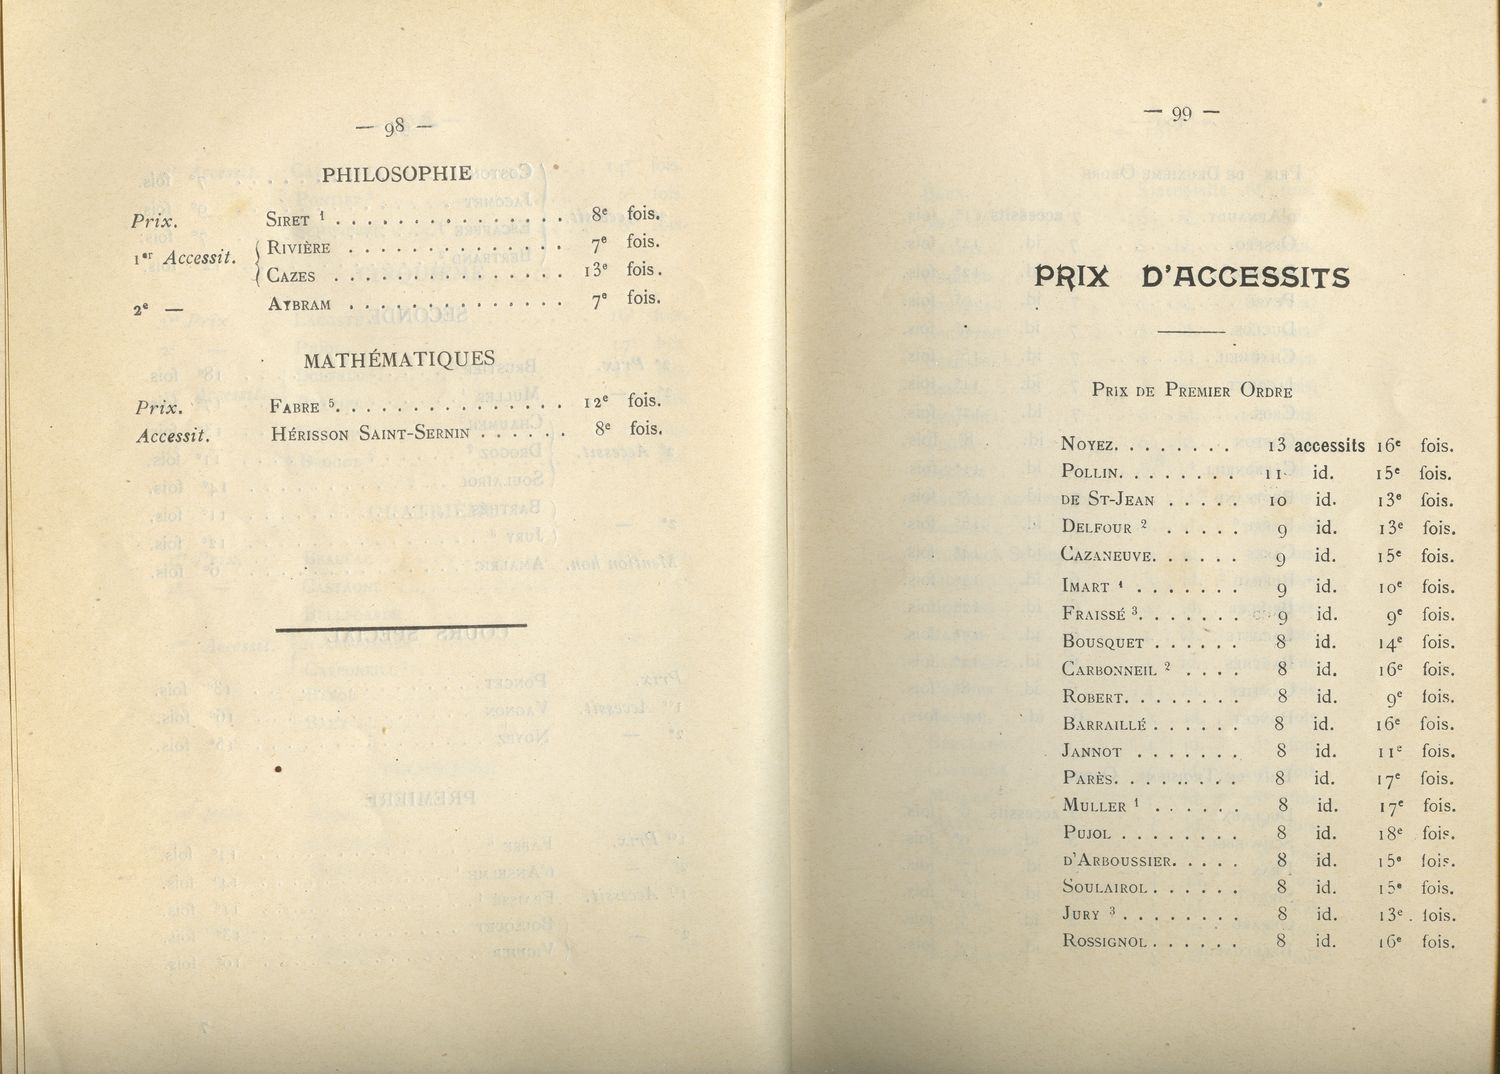 — 98 —
PHILOSOPHIE
Prix. SIRET 1 . . . . . . . . . . . . . . . 8e fois.
1er Accessit. { RIVIÈRE . . . . . . . . . . . . . . 7e fois.
{ CAZES . . . . . . . . . . . . . . . 13e fois.
2e — AYBRAM . . . . . . . . . . . . . . 7e fois.
MATHÉMATIQUES
Prix. FABRE 5. . . . . . . . . . . . . . . 12e fois.
Accessit. HÉRISSON SAINT-SERNIN . . . . . . 8e fois.
— 99 —
PRIX D'ACCESSITS
PRIX DE PREMIER ORDRE
NOYEZ. . . . . . . . 13 accessits 16e fois.
POLLIN. . . . . . . . 11 id. 15e fois.
DE ST-JEAN . . . . . 10 id. 13e fois.
DELFOUR 2 . . . . . 9 id. 13e fois.
CAZANEUVE. . . . . . 9 id. 15e fois.
IMART 4 . . . . . . . 9 id. 10e fois.
FRAISSÉ 3. . . . . . . 9 id. 9e fois.
BOUSQUET . . . . . . 8 id. 14e fois.
CARBONNEIL 2 . . . . 8 id. 16e fois.
ROBERT. . . . . . . . 8 id. 9e fois.
BARRAILLÉ . . . . . . 8 id. 16e fois.
JANNOT . . . . . . . 8 id. 11e fois.
PARÈS. . . . . . . . 8 id. 17e fois.
MULLER 1 . . . . . . 8 id. 17e fois.
PUJOL . . . . . . . . 8 id. 18e fois.
D'ARBOUSSIER. . . . . 8 id. 15e fois.
SOULAIROL . . . . . . 8 id. 15e fois.
JURY 3 . . . . . . . . 8 id. 13e fois.
ROSSIGNOL . . . . . . 8 id. 16e fois.